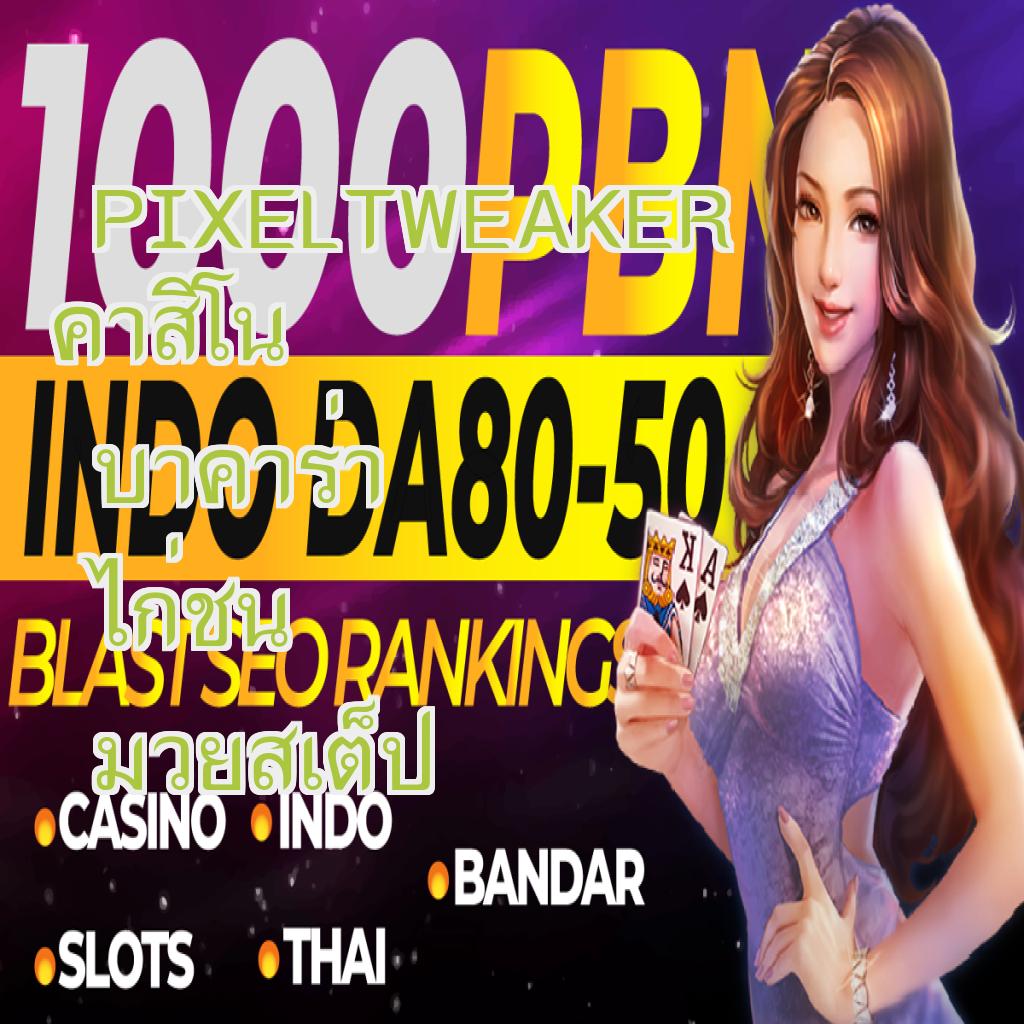 1000PBN
PIXELTWEAKER
คาสิโน
INDO DA80-50
บาคาร่า
ไก่ชน
BLAST SEO RANKINGS
มวยสเต็ป
CASINO
INDO
BANDAR
SLOTS
THAI
K
A